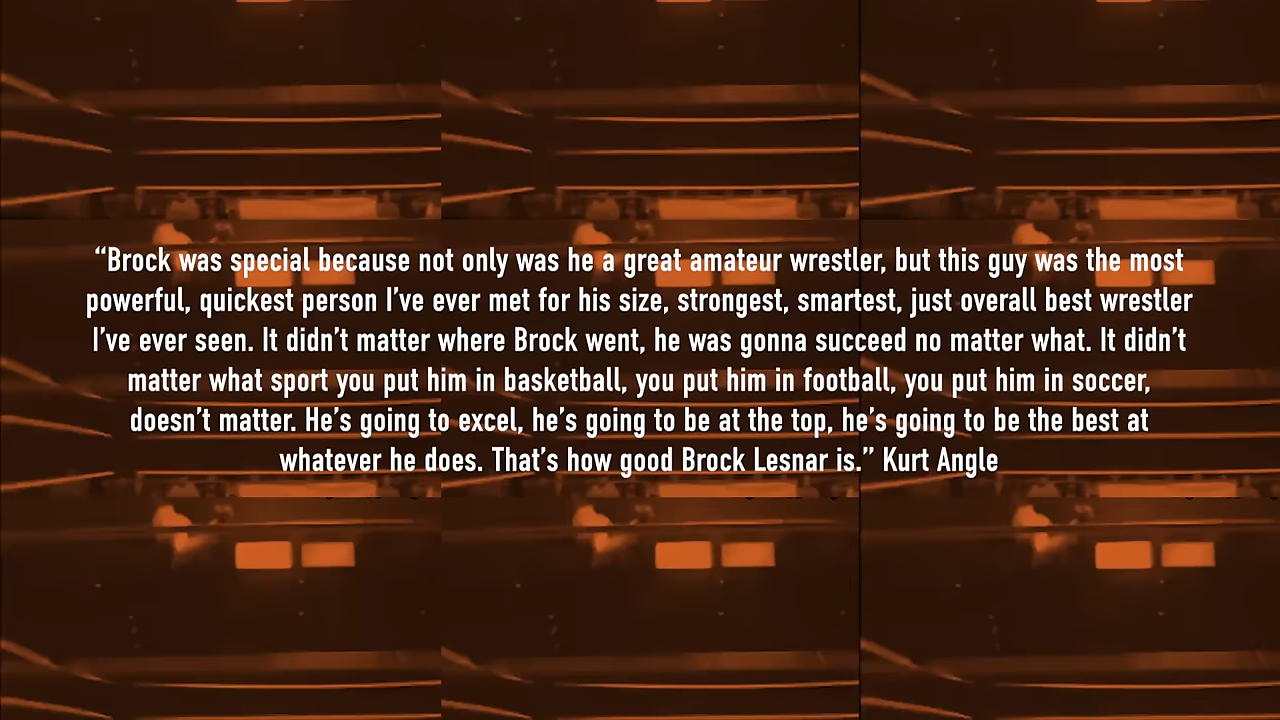 “Brock was special because not only was he a great amateur wrestler, but this guy was the most
powerful, quickest person I’ve ever met for his size, strongest, smartest, just overall best wrestler
I’ve ever seen. It didn’t matter where Brock went, he was gonna succeed no matter what. It didn’t
matter what sport you put him in basketball, you put him in football, you put him in soccer,
doesn’t matter. He’s going to excel, he’s going to be at the top, he’s going to be the best at
whatever he does. That’s how good Brock Lesnar is.” Kurt Angle